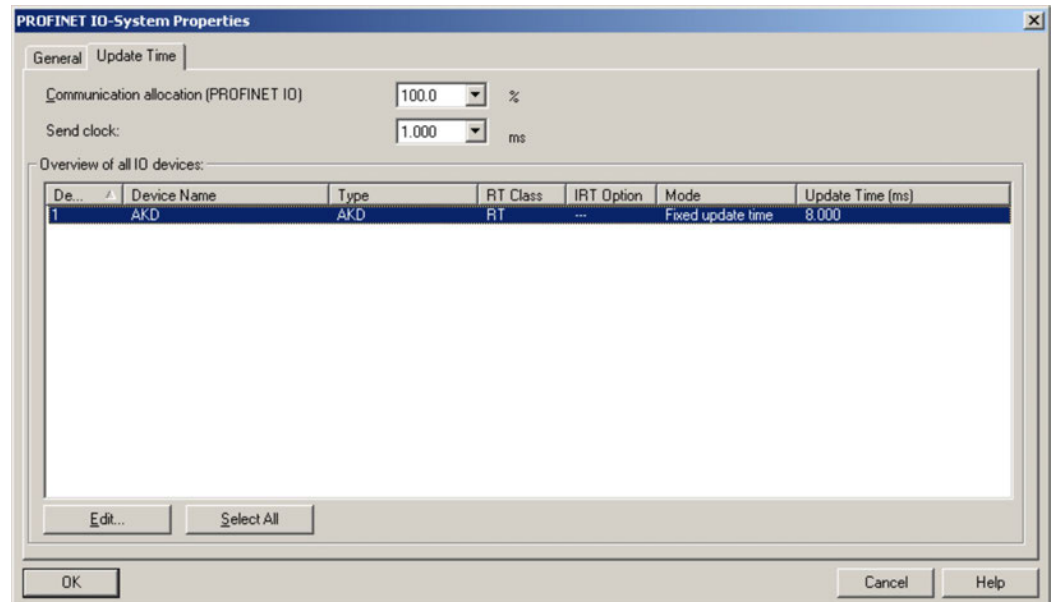 PROFINET IO-System Properties
General Update Time
Communication allocation (PROFINET IO) 100.0 %
Send clock: 1.000 ms
Overview of all IO devices:
De... Device Name Type RT Class IRT Option Mode Update Time (ms)
1 AKD AKD RT --- Fixed update time 8.000
Edit... Select All
OK Cancel Help